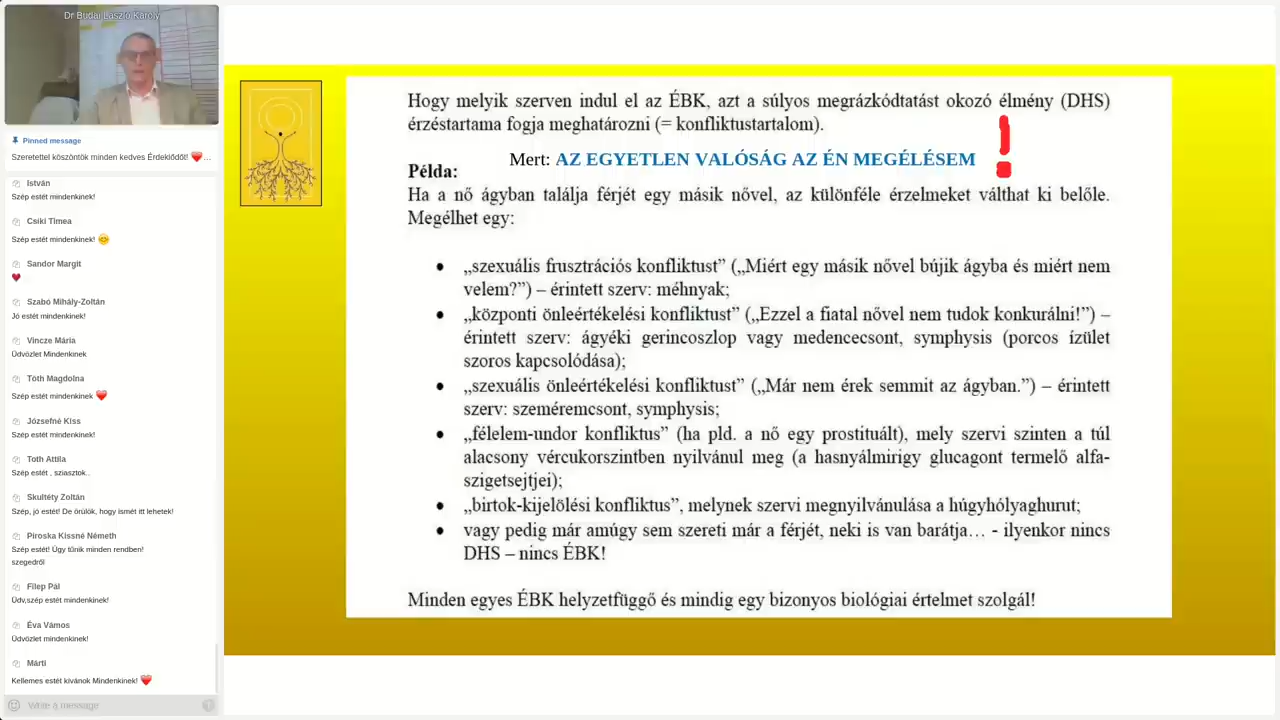 Dr Budai László Károly
Pinned message
Szeretettel köszöntök minden kedves Érdeklődőt! ❤️...
István
Szép estét mindenkinek!
Csiki Timea
Szép estét mindenkinek! 🌞
Sandor Margit
♥
Szabó Mihály-Zoltán
Jó estét mindenkinek!
Vincze Mária
Üdvözlet Mindenkinek
Tóth Magdolna
Szép estét mindenkinek ❤️
Józsefné Kiss
Szép estét mindenkinek!
Toth Attila
Szép estét , sziasztok..
Skultéty Zoltán
Szép, jó estét! De örülök, hogy ismét itt lehetek!
Piroska Kissné Németh
Szép estét! Úgy tűnik minden rendben!
szegedről
Filep Pál
Üdv,szép estét mindenkinek!
Éva Vámos
Üdvözlet mindenkinek!
Márti
Kellemes estét kívánok Mindenkinek! ❤️
Write a message
Hogy melyik szerven indul el az ÉBK, azt a súlyos megrázkódtatást okozó élmény (DHS)
érzéstartama fogja meghatározni (= konfliktustartalom).
Mert: AZ EGYETLEN VALÓSÁG AZ ÉN MEGÉLÉSEM !
Példa:
Ha a nő ágyban találja férjét egy másik nővel, az különféle érzelmeket válthat ki belőle.
Megélhet egy:
• „szexuális frusztrációs konfliktust” („Miért egy másik nővel bújik ágyba és miért nem
velem?”) – érintett szerv: méhnyak;
• „központi önleértékelési konfliktust” („Ezzel a fiatal nővel nem tudok konkurálni!”) –
érintett szerv: ágyéki gerincoszlop vagy medencecsont, symphysis (porcos ízület
szoros kapcsolódása);
• „szexuális önleértékelési konfliktust” („Már nem érek semmit az ágyban.”) – érintett
szerv: szeméremcsont, symphysis;
• „félelem-undor konfliktus” (ha pld. a nő egy prostituált), mely szervi szinten a túl
alacsony vércukorszintben nyilvánul meg (a hasnyálmirigy glucagont termelő alfa-
szigetsejtjei);
• „birtok-kijelölési konfliktus”, melynek szervi megnyilvánulása a húgyhólyaghurut;
• vagy pedig már amúgy sem szereti már a férjét, neki is van barátja… - ilyenkor nincs
DHS – nincs ÉBK!
Minden egyes ÉBK helyzetfüggő és mindig egy bizonyos biológiai értelmet szolgál!